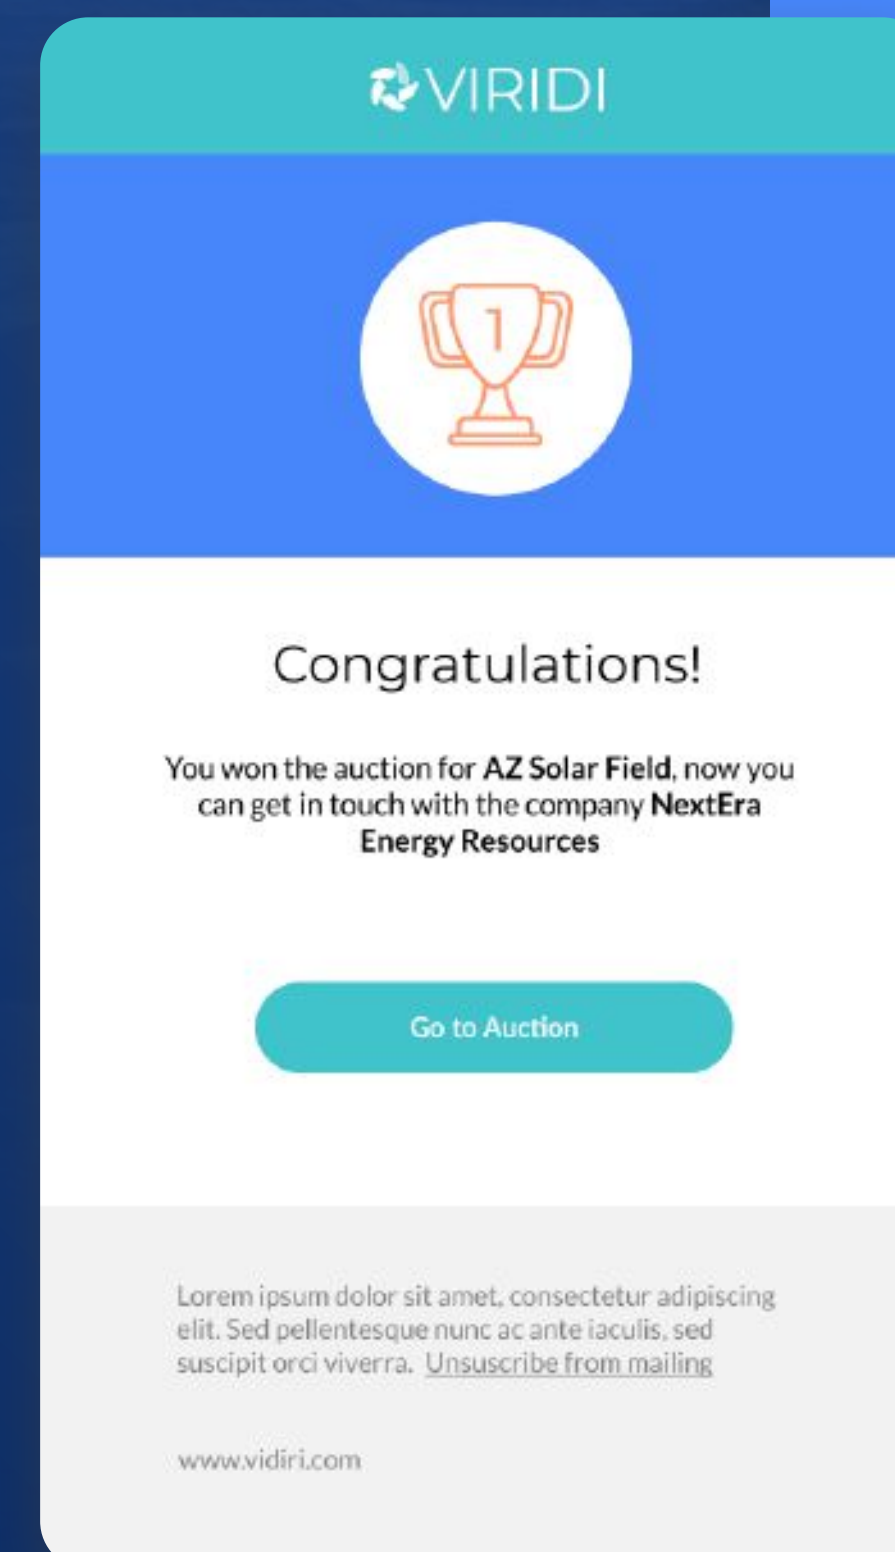 VIRIDI
1
Congratulations!
You won the auction for AZ Solar Field, now you
can get in touch with the company NextEra
Energy Resources
Go to Auction
Lorem ipsum dolor sit amet, consectetur adipiscing
elit. Sed pellentesque nunc ac ante iaculis, sed
suscipit orci viverra. Unsuscribe from mailing
www.vidiri.com